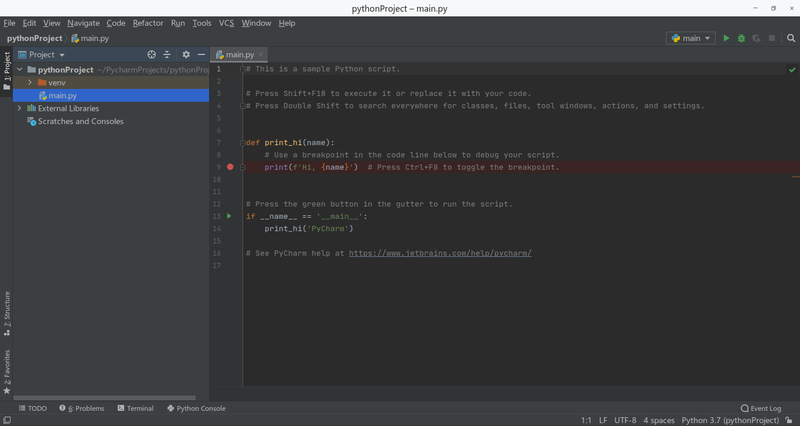 pythonProject – main.py
File Edit View Navigate Code Refactor Run Tools VCS Window Help
pythonProject main.py
main
1: Project
Project
main.py
pythonProject ~/PycharmProjects/pythonPro
venv
main.py
External Libraries
Scratches and Consoles
1 # This is a sample Python script.
2
3 # Press Shift+F10 to execute it or replace it with your code.
4 # Press Double Shift to search everywhere for classes, files, tool windows, actions, and settings.
5
6
7 def print_hi(name):
8 # Use a breakpoint in the code line below to debug your script.
9 print(f'Hi, {name}') # Press Ctrl+F8 to toggle the breakpoint.
10
11
12 # Press the green button in the gutter to run the script.
13 if __name__ == '__main__':
14 print_hi('PyCharm')
15
16 # See PyCharm help at https://www.jetbrains.com/help/pycharm/
17
Z: Structure
2: Favorites
TODO 6: Problems Terminal Python Console Event Log
1:1 LF UTF-8 4 spaces Python 3.7 (pythonProject)